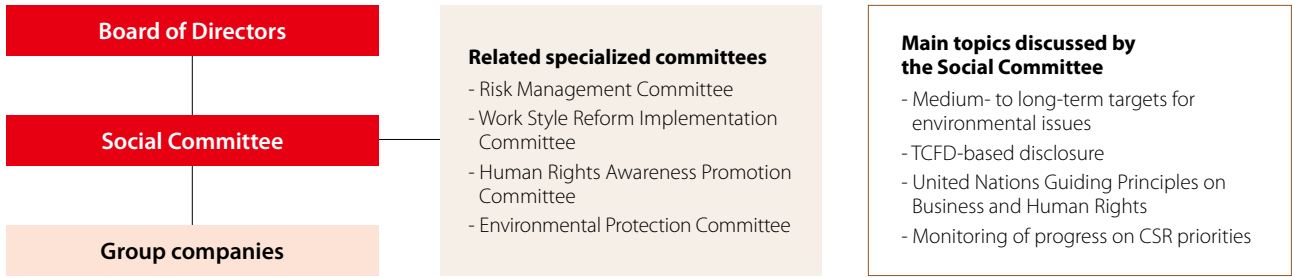 Board of Directors
Social Committee
Group companies
Related specialized committees
- Risk Management Committee
- Work Style Reform Implementation
Committee
- Human Rights Awareness Promotion
Committee
- Environmental Protection Committee
Main topics discussed by
the Social Committee
- Medium- to long-term targets for
environmental issues
- TCFD-based disclosure
- United Nations Guiding Principles on
Business and Human Rights
- Monitoring of progress on CSR priorities